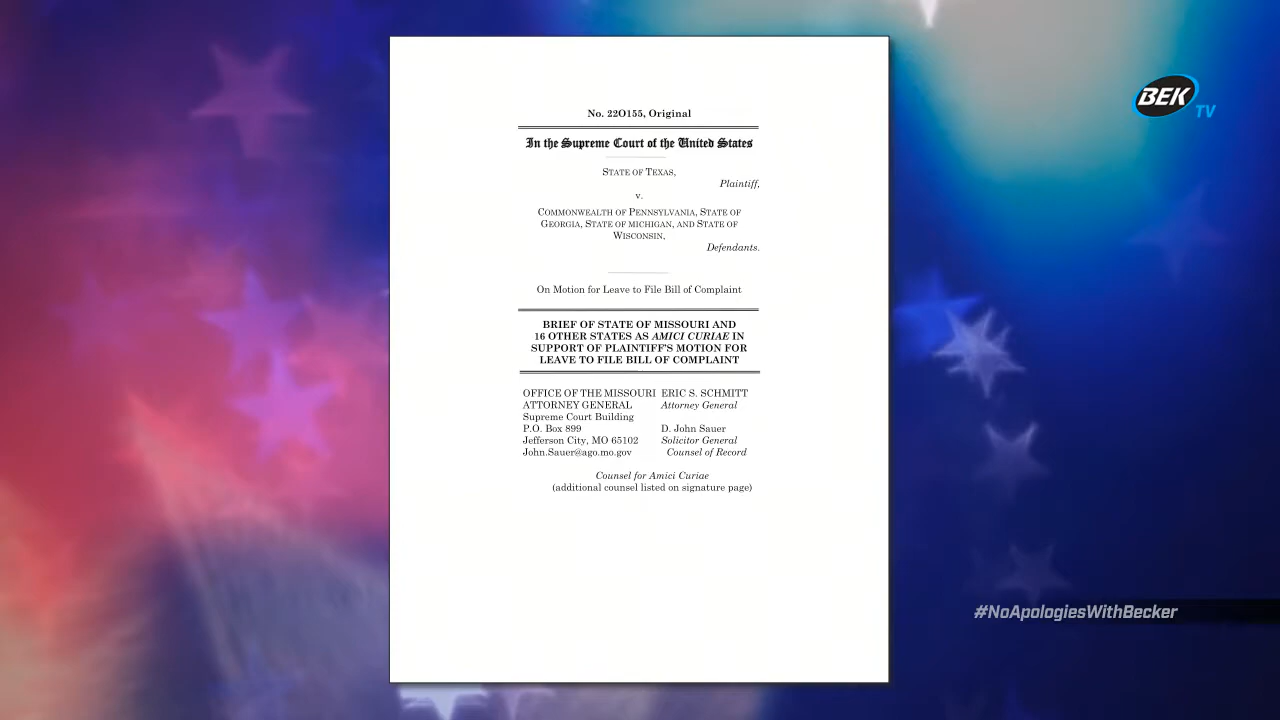 No. 22O155, Original
In the Supreme Court of the United States
STATE OF TEXAS,
Plaintiff,
v.
COMMONWEALTH OF PENNSYLVANIA, STATE OF
GEORGIA, STATE OF MICHIGAN, AND STATE OF
WISCONSIN,
Defendants.
On Motion for Leave to File Bill of Complaint
BRIEF OF STATE OF MISSOURI AND
16 OTHER STATES AS AMICI CURIAE IN
SUPPORT OF PLAINTIFF'S MOTION FOR
LEAVE TO FILE BILL OF COMPLAINT
OFFICE OF THE MISSOURI
ATTORNEY GENERAL
Supreme Court Building
P.O. Box 899
Jefferson City, MO 65102
John.Sauer@ago.mo.gov
ERIC S. SCHMITT
Attorney General
D. John Sauer
Solicitor General
Counsel of Record
Counsel for Amici Curiae
(additional counsel listed on signature page)
BEK TV
#NoApologiesWithBecker